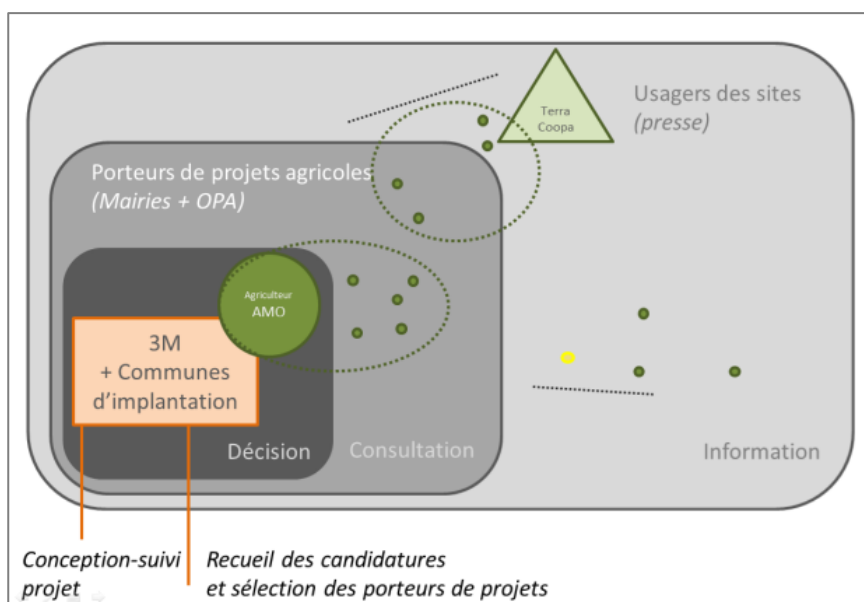 Terra
Coopa
Usagers des sites
(presse)
Porteurs de projets agricoles
(Mairies + OPA)
Agriculteur
AMO
3M
+ Communes
d'implantation
Décision
Consultation
Information
Conception-suivi
projet
Recueil des candidatures
et sélection des porteurs de projets